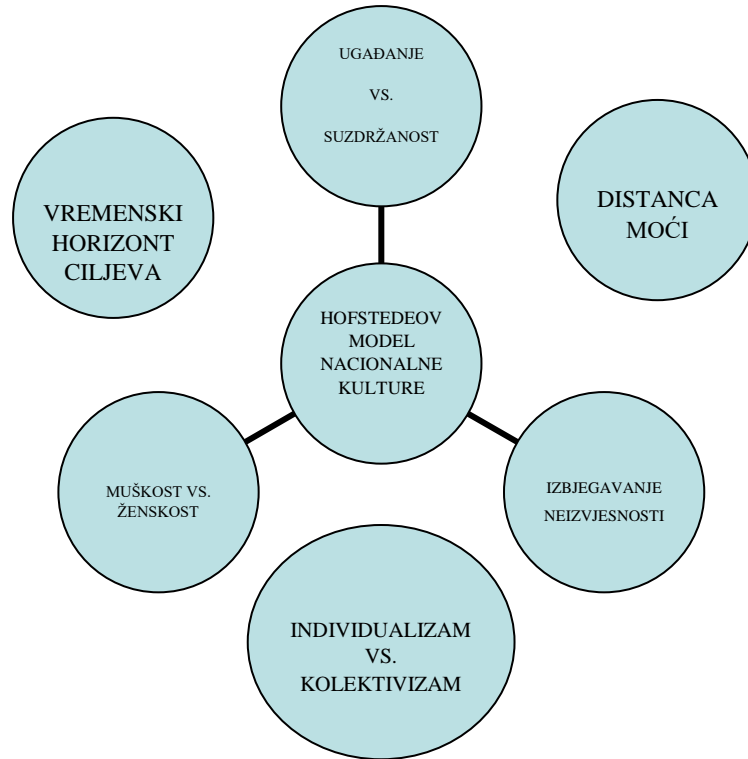 UGAĐANJE
VS.
SUZDRŽANOST
VREMENSKI
HORIZONT
CILJEVA
DISTANCA
MOĆI
HOFSTEDEOV
MODEL
NACIONALNE
KULTURE
MUŠKOST VS.
ŽENSKOST
IZBJEGAVANJE
NEIZVJESNOSTI
INDIVIDUALIZAM
VS.
KOLEKTIVIZAM